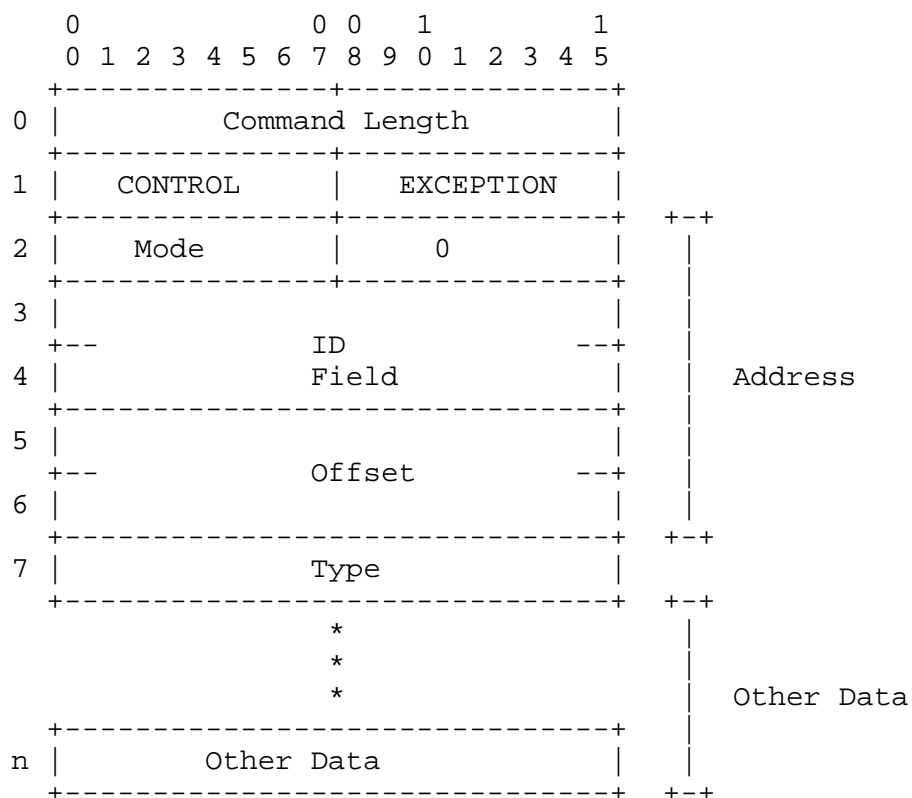 0             0 0   1         1
0 1 2 3 4 5 6 7 8 9 0 1 2 3 4 5
+---------------+---------------+
0 |         Command Length        |
+---------------+---------------+
1 |   CONTROL     |   EXCEPTION   |
+---------------+---------------+  +-+
2 |    Mode       |     0         |   |
+---------------+---------------+   |
3 |                               |   |
+--            ID             --+   |
4 |              Field            |   |  Address
+-------------------------------+   |
5 |                               |   |
+--            Offset         --+   |
6 |                               |   |
+-------------------------------+  +-+
7 |              Type             |
+-------------------------------+  +-+
*                   |
*                   |
*                   |  Other Data
+-------------------------------+   |
n |        Other Data             |   |
+-------------------------------+  +-+